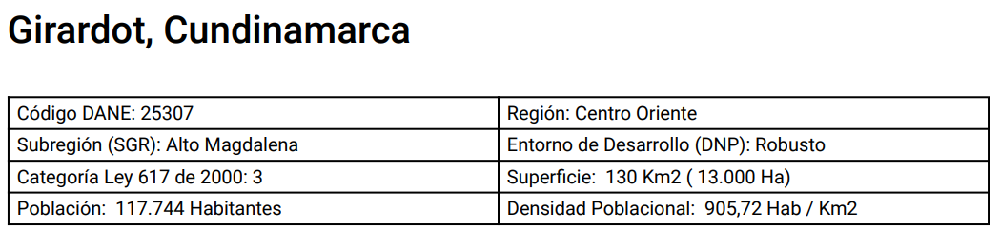 Girardot, Cundinamarca
Código DANE: 25307
Región: Centro Oriente
Subregión (SGR): Alto Magdalena
Entorno de Desarrollo (DNP): Robusto
Categoría Ley 617 de 2000: 3
Superficie:  130 Km2 ( 13.000 Ha)
Población:  117.744 Habitantes
Densidad Poblacional:  905,72 Hab / Km2